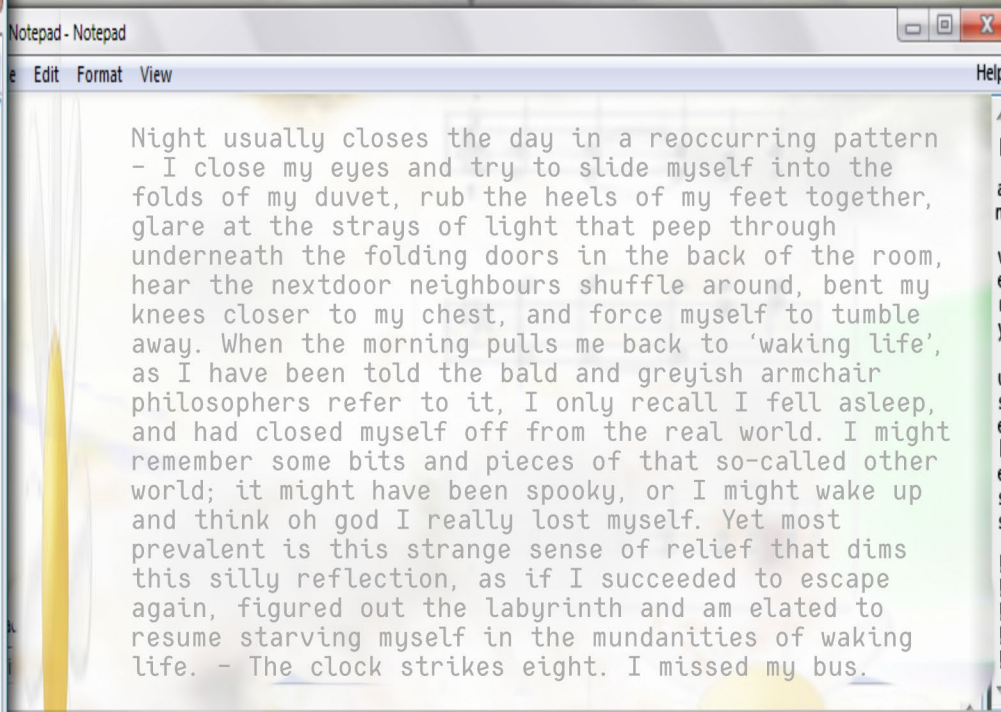 Notepad - Notepad
Edit Format View
Help
Night usually closes the day in a reoccurring pattern
– I close my eyes and try to slide myself into the
folds of my duvet, rub the heels of my feet together,
glare at the strays of light that peep through
underneath the folding doors in the back of the room,
hear the nextdoor neighbours shuffle around, bent my
knees closer to my chest, and force myself to tumble
away. When the morning pulls me back to ‘waking life’,
as I have been told the bald and greyish armchair
philosophers refer to it, I only recall I fell asleep,
and had closed myself off from the real world. I might
remember some bits and pieces of that so-called other
world; it might have been spooky, or I might wake up
and think oh god I really lost myself. Yet most
prevalent is this strange sense of relief that dims
this silly reflection, as if I succeeded to escape
again, figured out the labyrinth and am elated to
resume starving myself in the mundanities of waking
life. – The clock strikes eight. I missed my bus.